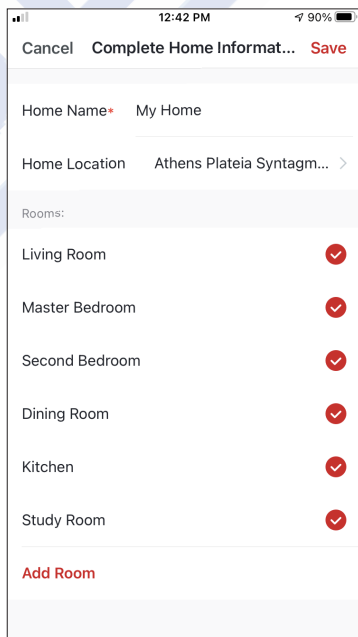 12:42 PM 90%
Cancel Complete Home Informat... Save
Home Name* My Home
Home Location Athens Plateia Syntagm...
Rooms:
Living Room
Master Bedroom
Second Bedroom
Dining Room
Kitchen
Study Room
Add Room